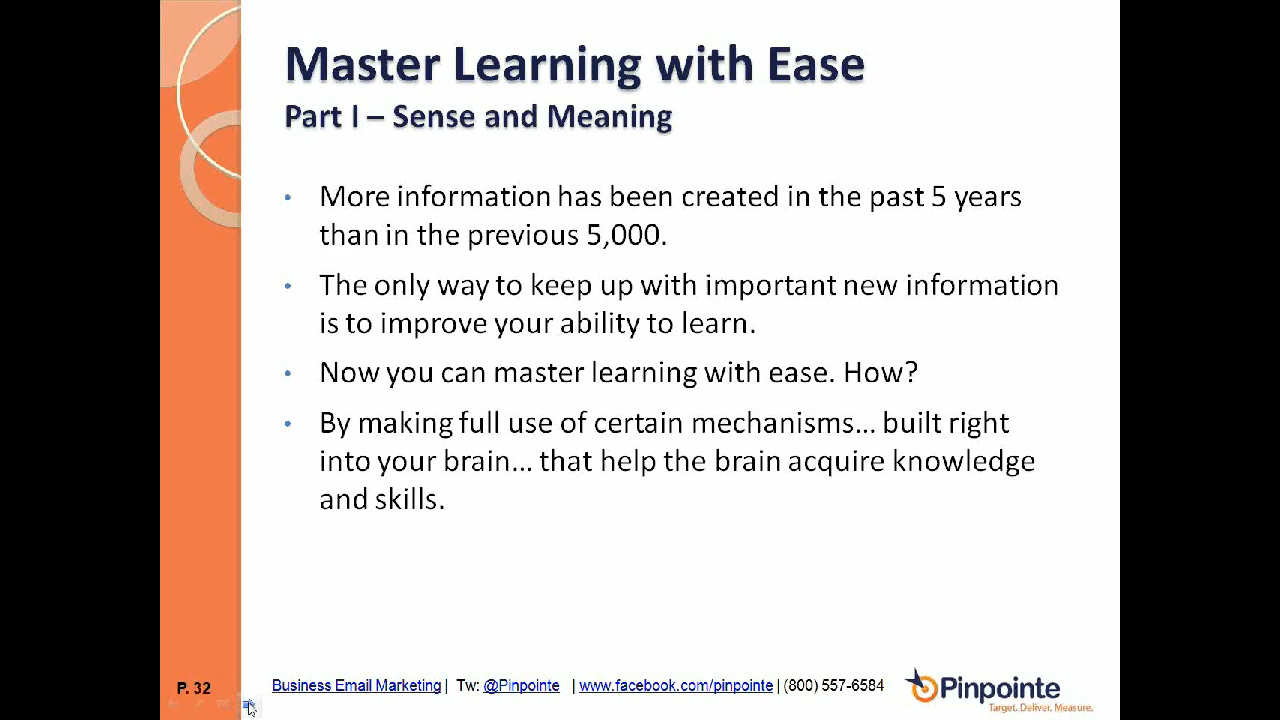 Master Learning with Ease
Part I – Sense and Meaning
• More information has been created in the past 5 years
than in the previous 5,000.
• The only way to keep up with important new information
is to improve your ability to learn.
• Now you can master learning with ease. How?
• By making full use of certain mechanisms... built right
into your brain... that help the brain acquire knowledge
and skills.
P. 32
Business Email Marketing | Tw: @Pinpointe | www.facebook.com/pinpointe | (800) 557-6584
Pinpointe
Target. Deliver. Measure.